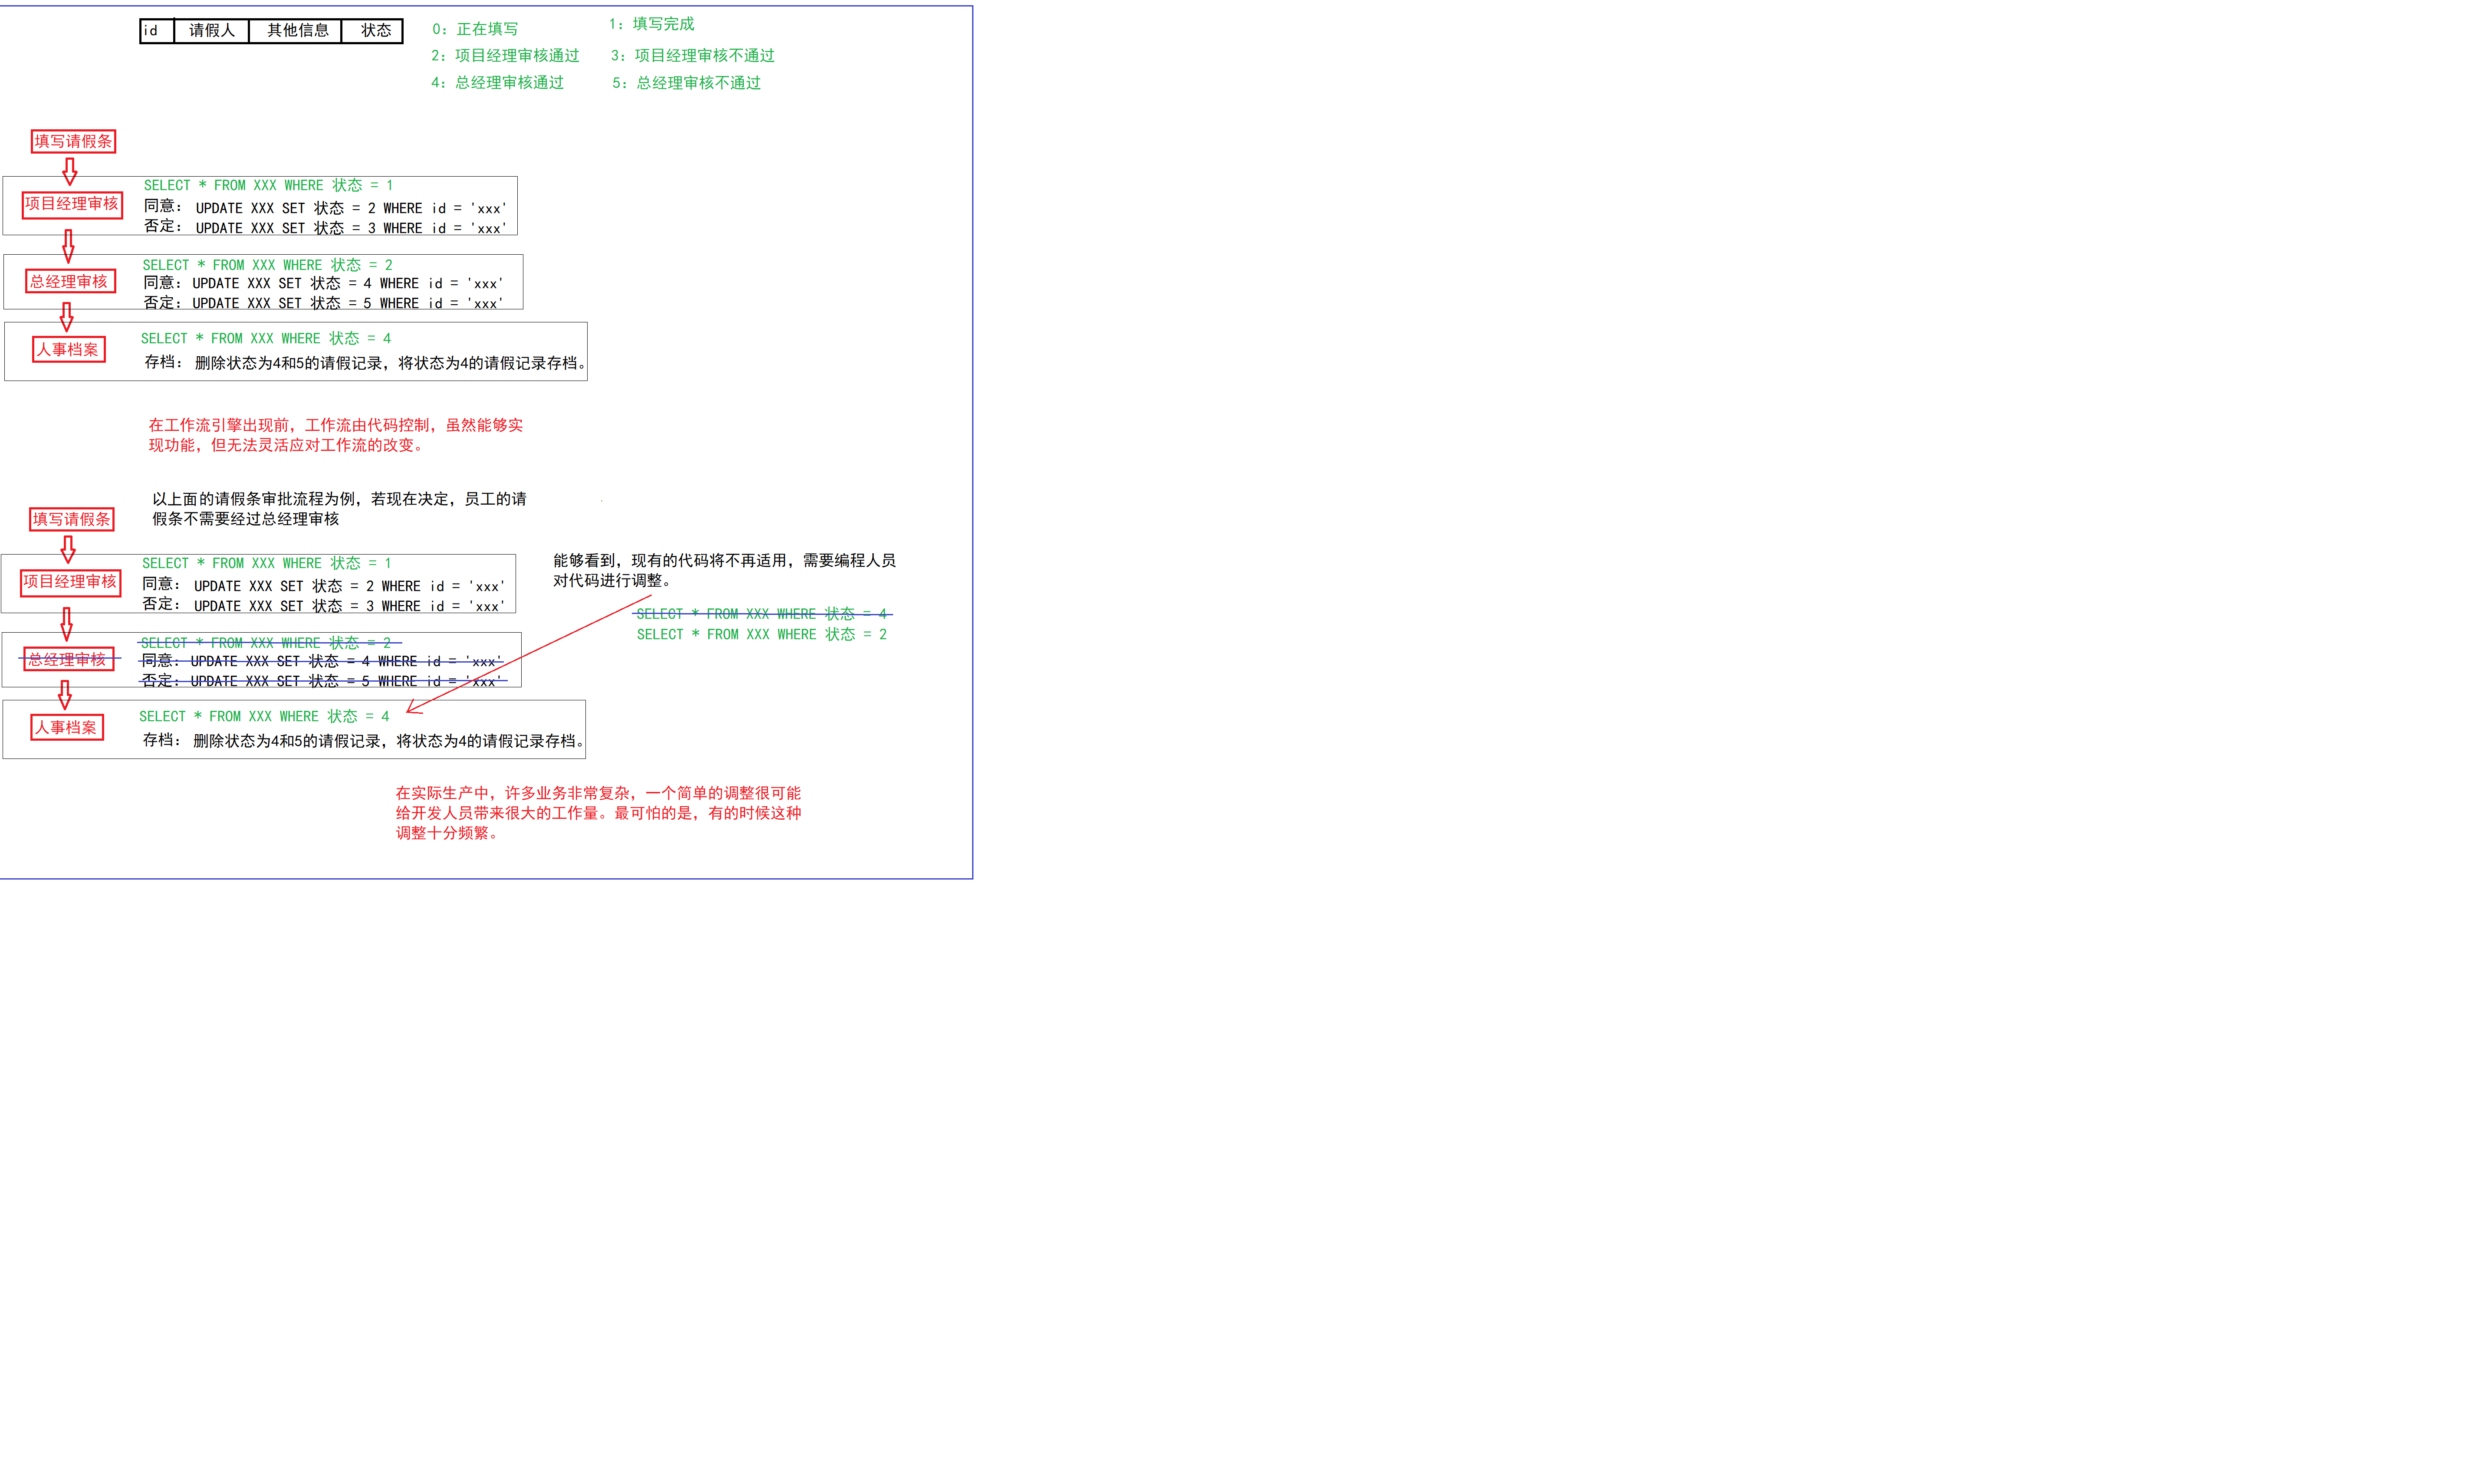 id 请假人 其他信息 状态
0：正在填写
1：填写完成
2：项目经理审核通过
3：项目经理审核不通过
4：总经理审核通过
5：总经理审核不通过
填写请假条
项目经理审核
SELECT * FROM XXX WHERE 状态 = 1
同意： UPDATE XXX SET 状态 = 2 WHERE id = 'xxx'
否定： UPDATE XXX SET 状态 = 3 WHERE id = 'xxx'
总经理审核
SELECT * FROM XXX WHERE 状态 = 2
同意：UPDATE XXX SET 状态 = 4 WHERE id = 'xxx'
否定：UPDATE XXX SET 状态 = 5 WHERE id = 'xxx'
人事档案
SELECT * FROM XXX WHERE 状态 = 4
存档： 删除状态为4和5的请假记录，将状态为4的请假记录存档。
在工作流引擎出现前，工作流由代码控制，虽然能够实
现功能，但无法灵活应对工作流的改变。
以上面的请假条审批流程为例，若现在决定，员工的请
假条不需要经过总经理审核
填写请假条
项目经理审核
SELECT * FROM XXX WHERE 状态 = 1
同意： UPDATE XXX SET 状态 = 2 WHERE id = 'xxx'
否定： UPDATE XXX SET 状态 = 3 WHERE id = 'xxx'
能够看到，现有的代码将不再适用，需要编程人员
对代码进行调整。
SELECT * FROM XXX WHERE 状态 = 4
SELECT * FROM XXX WHERE 状态 = 2
总经理审核
SELECT * FROM XXX WHERE 状态 = 2
同意：UPDATE XXX SET 状态 = 4 WHERE id = 'xxx'
否定：UPDATE XXX SET 状态 = 5 WHERE id = 'xxx'
人事档案
SELECT * FROM XXX WHERE 状态 = 4
存档： 删除状态为4和5的请假记录，将状态为4的请假记录存档。
在实际生产中，许多业务非常复杂，一个简单的调整很可能
给开发人员带来很大的工作量。最可怕的是，有的时候这种
调整十分频繁。